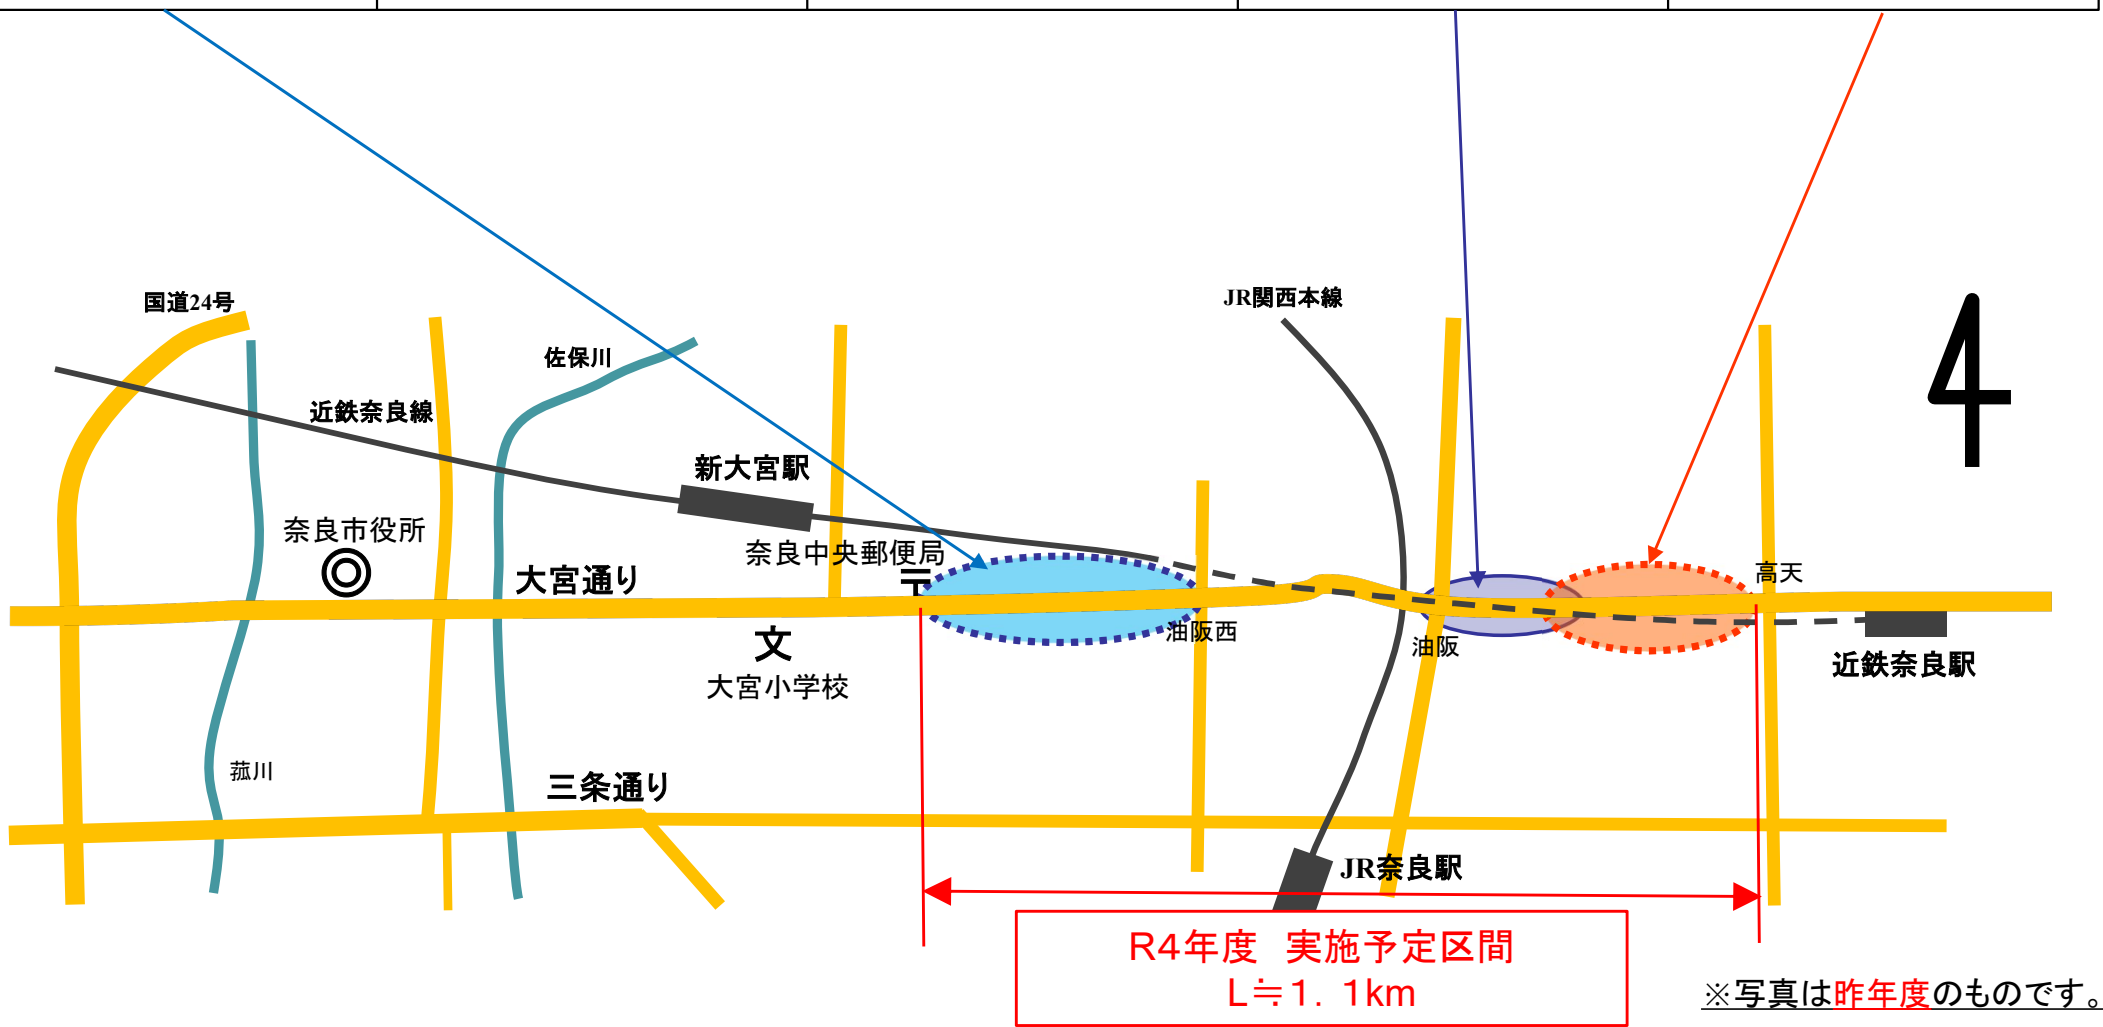 国道24号
JR関西本線
佐保川
近鉄奈良線
新大宮駅
奈良市役所
奈良中央郵便局
〒
大宮通り
高天
文
油阪西
油阪
大宮小学校
近鉄奈良駅
菰川
三条通り
JR奈良駅
R4年度　実施予定区間
L≒1．1km
※写真は昨年度のものです。